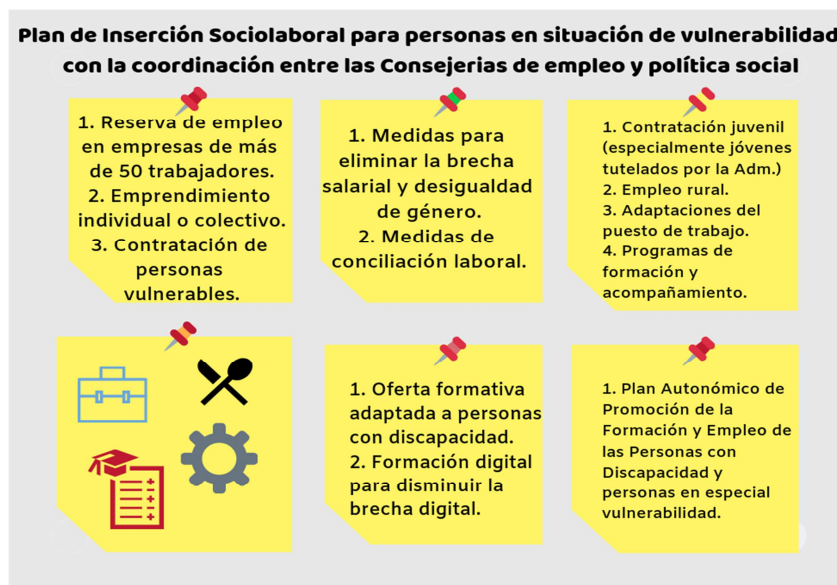 Plan de Inserción Sociolaboral para personas en situación de vulnerabilidad
con la coordinación entre las Consejerias de empleo y política social
1. Reserva de empleo
en empresas de más
de 50 trabajadores.
2. Emprendimiento
individual o colectivo.
3. Contratación de
personas
vulnerables.
1. Medidas para
eliminar la brecha
salarial y desigualdad
de género.
2. Medidas de
conciliación laboral.
1. Contratación juvenil
(especialmente jóvenes
tutelados por la Adm.)
2. Empleo rural.
3. Adaptaciones del
puesto de trabajo.
4. Programas de
formación y
acompañamiento.
1. Oferta formativa
adaptada a personas
con discapacidad.
2. Formación digital
para disminuir la
brecha digital.
1. Plan Autonómico de
Promoción de la
Formación y Empleo de
las Personas con
Discapacidad y
personas en especial
vulnerabilidad.